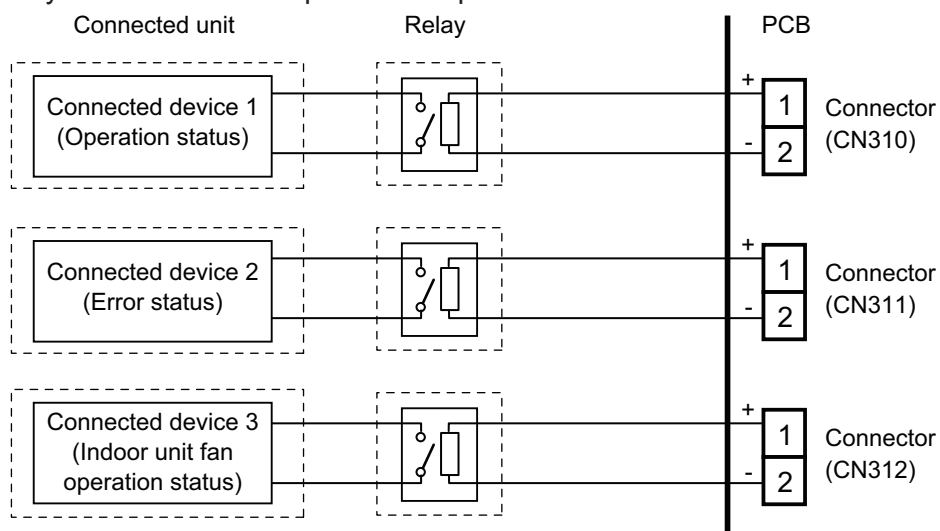 Connected unit
Relay
PCB
Connected device 1
(Operation status)
+
1
-
2
Connector
(CN310)
Connected device 2
(Error status)
+
1
-
2
Connector
(CN311)
Connected device 3
(Indoor unit fan
operation status)
+
1
-
2
Connector
(CN312)